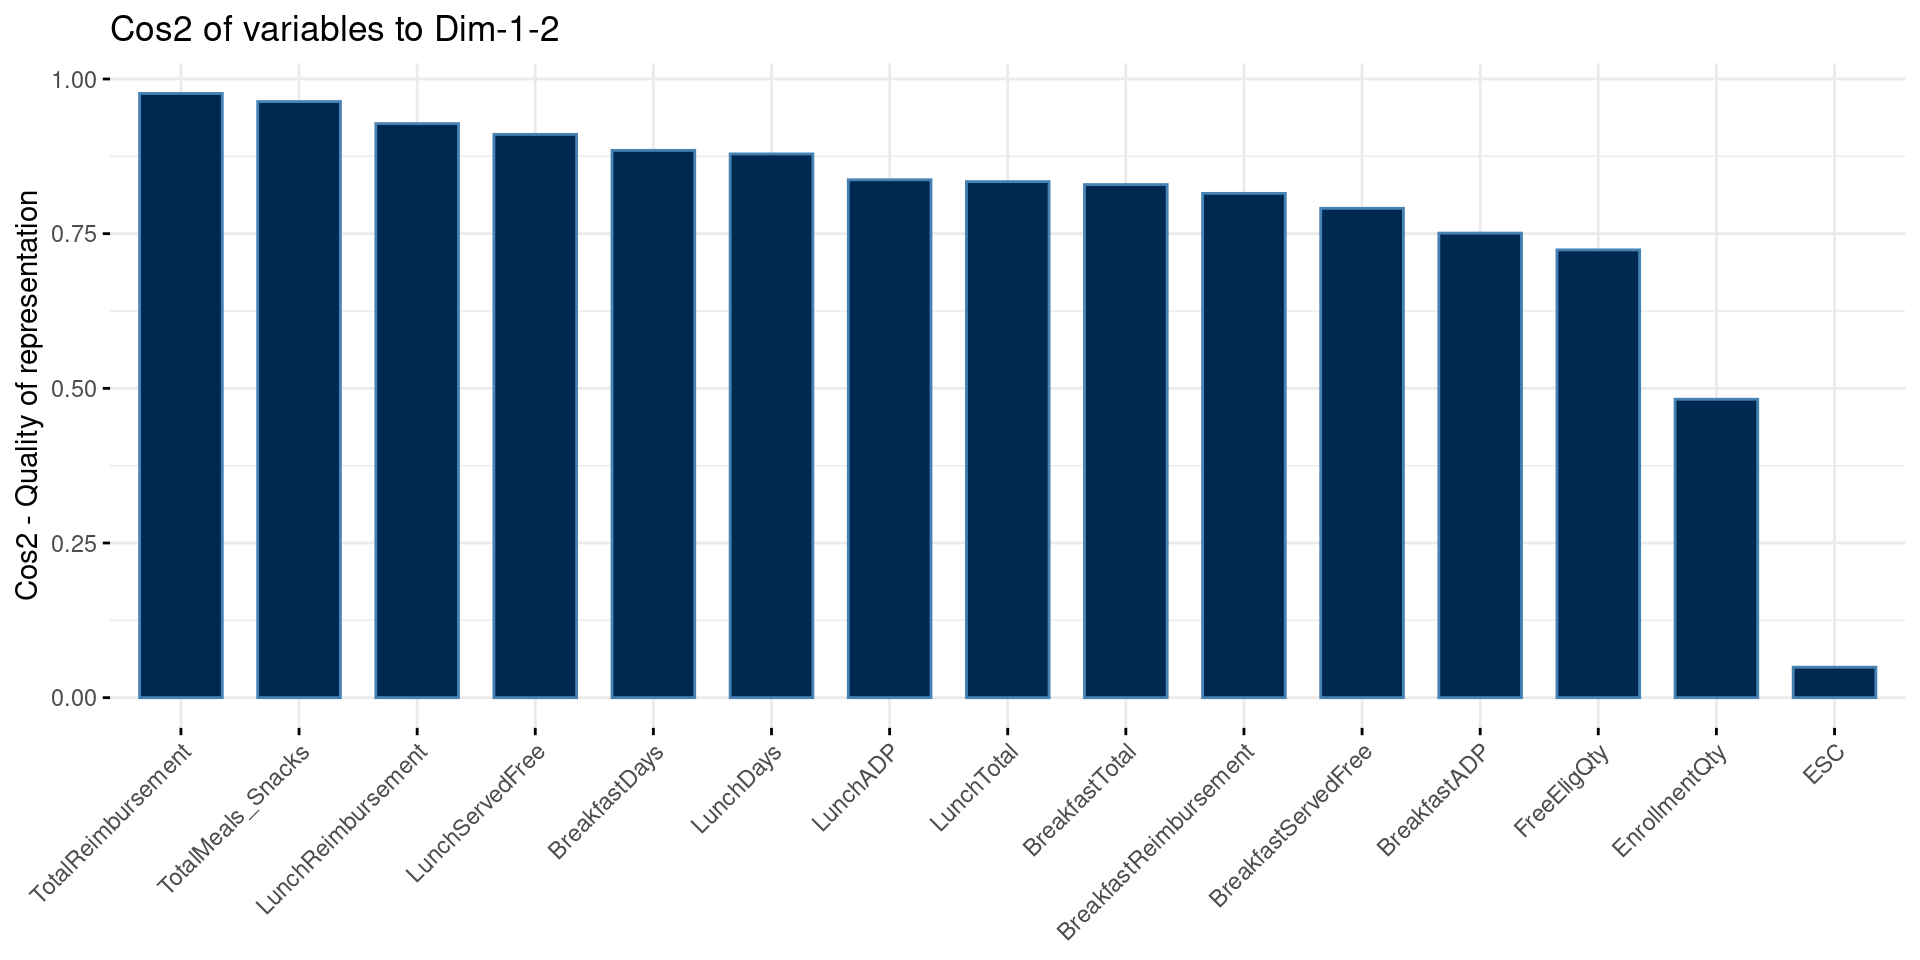 Cos2 of variables to Dim-1-2
Cos2 - Quality of representation
1.00
0.75
0.50
0.25
0.00
TotalReimbursement
TotalMeals_Snacks
LunchReimbursement
LunchServedFree
BreakfastDays
LunchDays
LunchADP
LunchTotal
BreakfastTotal
BreakfastReimbursement
BreakfastServedFree
BreakfastADP
FreeEligQty
EnrollmentQty
ESC